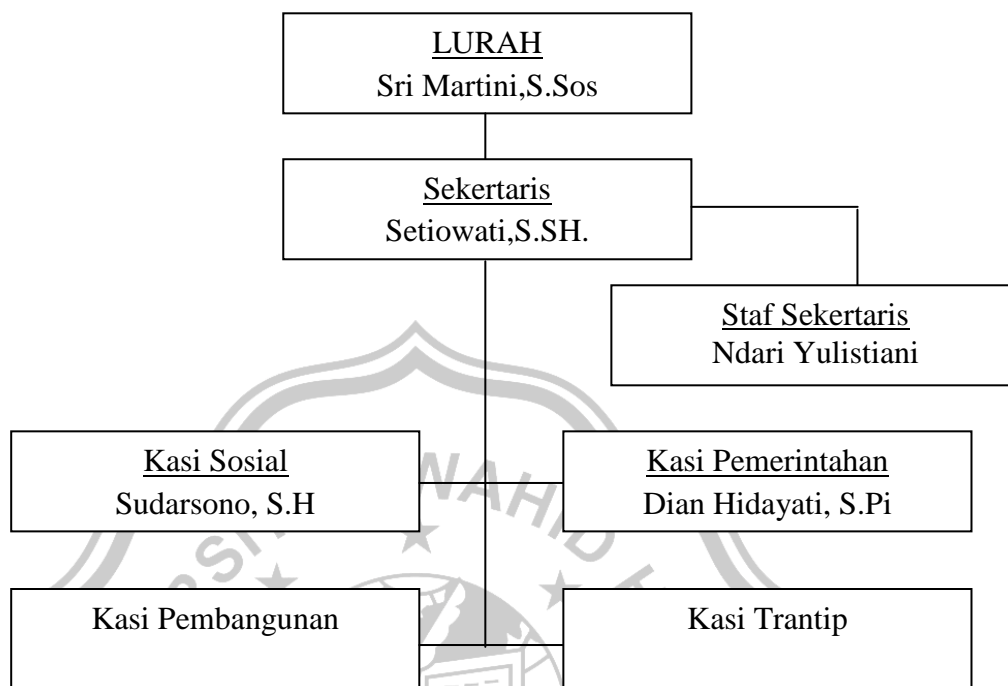 LURAH
Sri Martini,S.Sos
Sekertaris
Setiowati,S.SH.
Staf Sekertaris
Ndari Yulistiani
Kasi Sosial
Sudarsono, S.H
Kasi Pemerintahan
Dian Hidayati, S.Pi
WAHID
Kasi Pembangunan
Kasi Trantip